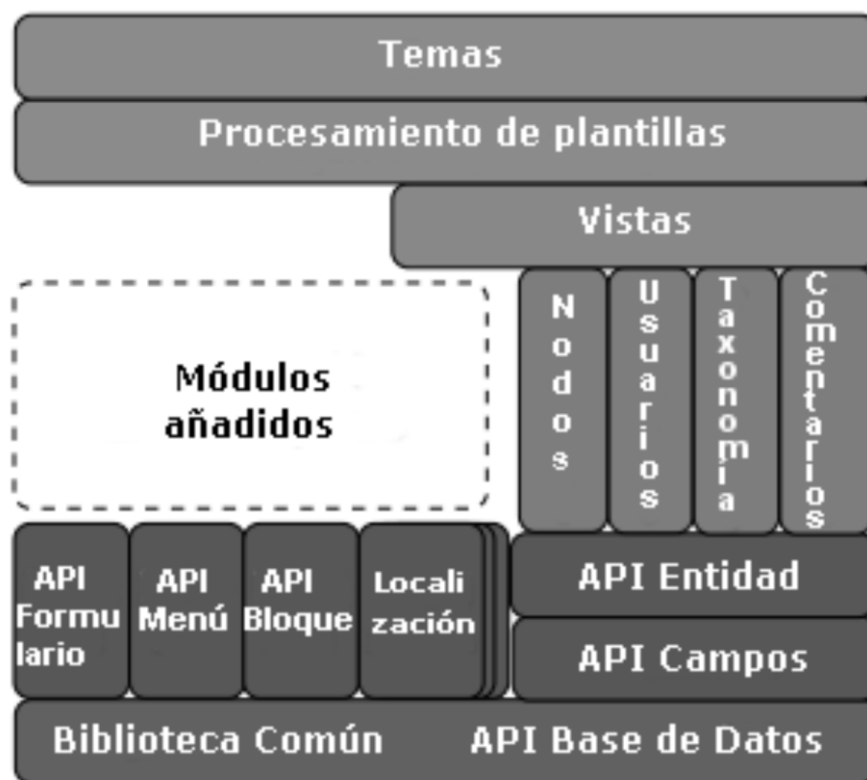 Temas
Procesamiento de plantillas
Vistas
Nodos
Usuarios
Taxonomía
Comentarios
Módulos
añadidos
API
Formu
lario
API
Menú
API
Bloque
Locali
zación
API Entidad
API Campos
Biblioteca Común
API Base de Datos